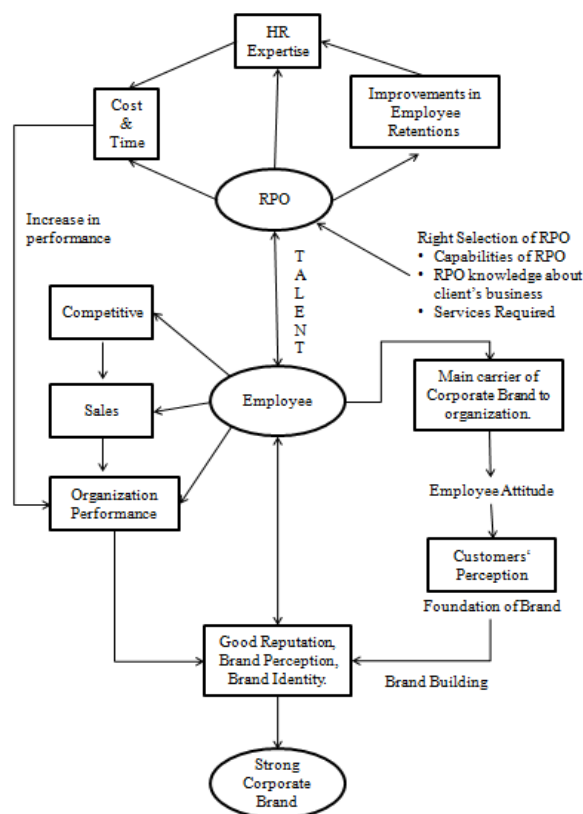 HR
Expertise
Cost
&
Time
Improvements in
Employee
Retentions
RPO
Increase in
performance
Right Selection of RPO
• Capabilities of RPO
• RPO knowledge about
client's business
• Services Required
T
A
L
E
N
T
Competitive
Sales
Employee
Main carrier of
Corporate Brand to
organization.
Organization
Performance
Employee Attitude
Customers‘
Perception
Foundation of Brand
Good Reputation,
Brand Perception,
Brand Identity.
Brand Building
Strong
Corporate
Brand